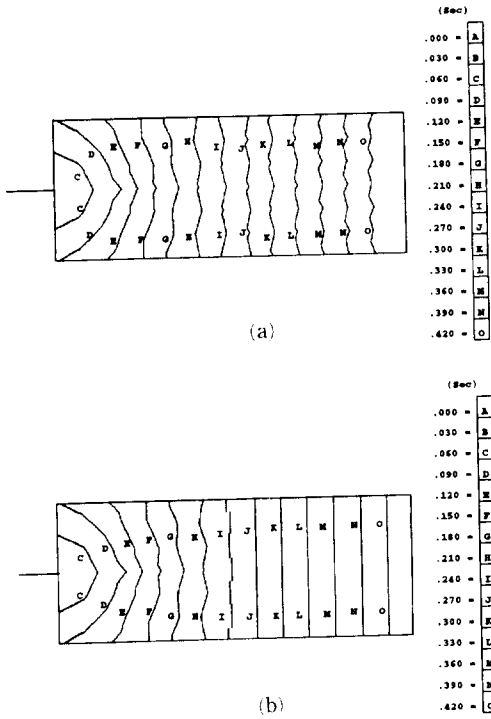 (Sec)
.000 = A
.030 = B
.060 = C
.090 = D
.120 = E
.150 = F
.180 = G
.210 = H
.240 = I
.270 = J
.300 = K
.330 = L
.360 = M
.390 = N
.420 = O
D E F G H I J K L M N O
C
C
D E F G H I J K L M N O
(a)
(Sec)
.000 = A
.030 = B
.060 = C
.090 = D
.120 = E
.150 = F
.180 = G
.210 = H
.240 = I
.270 = J
.300 = K
.330 = L
.360 = M
.390 = N
.420 = O
C D E F G H I J K L M N O
C D E F G H I J K L M N O
(b)